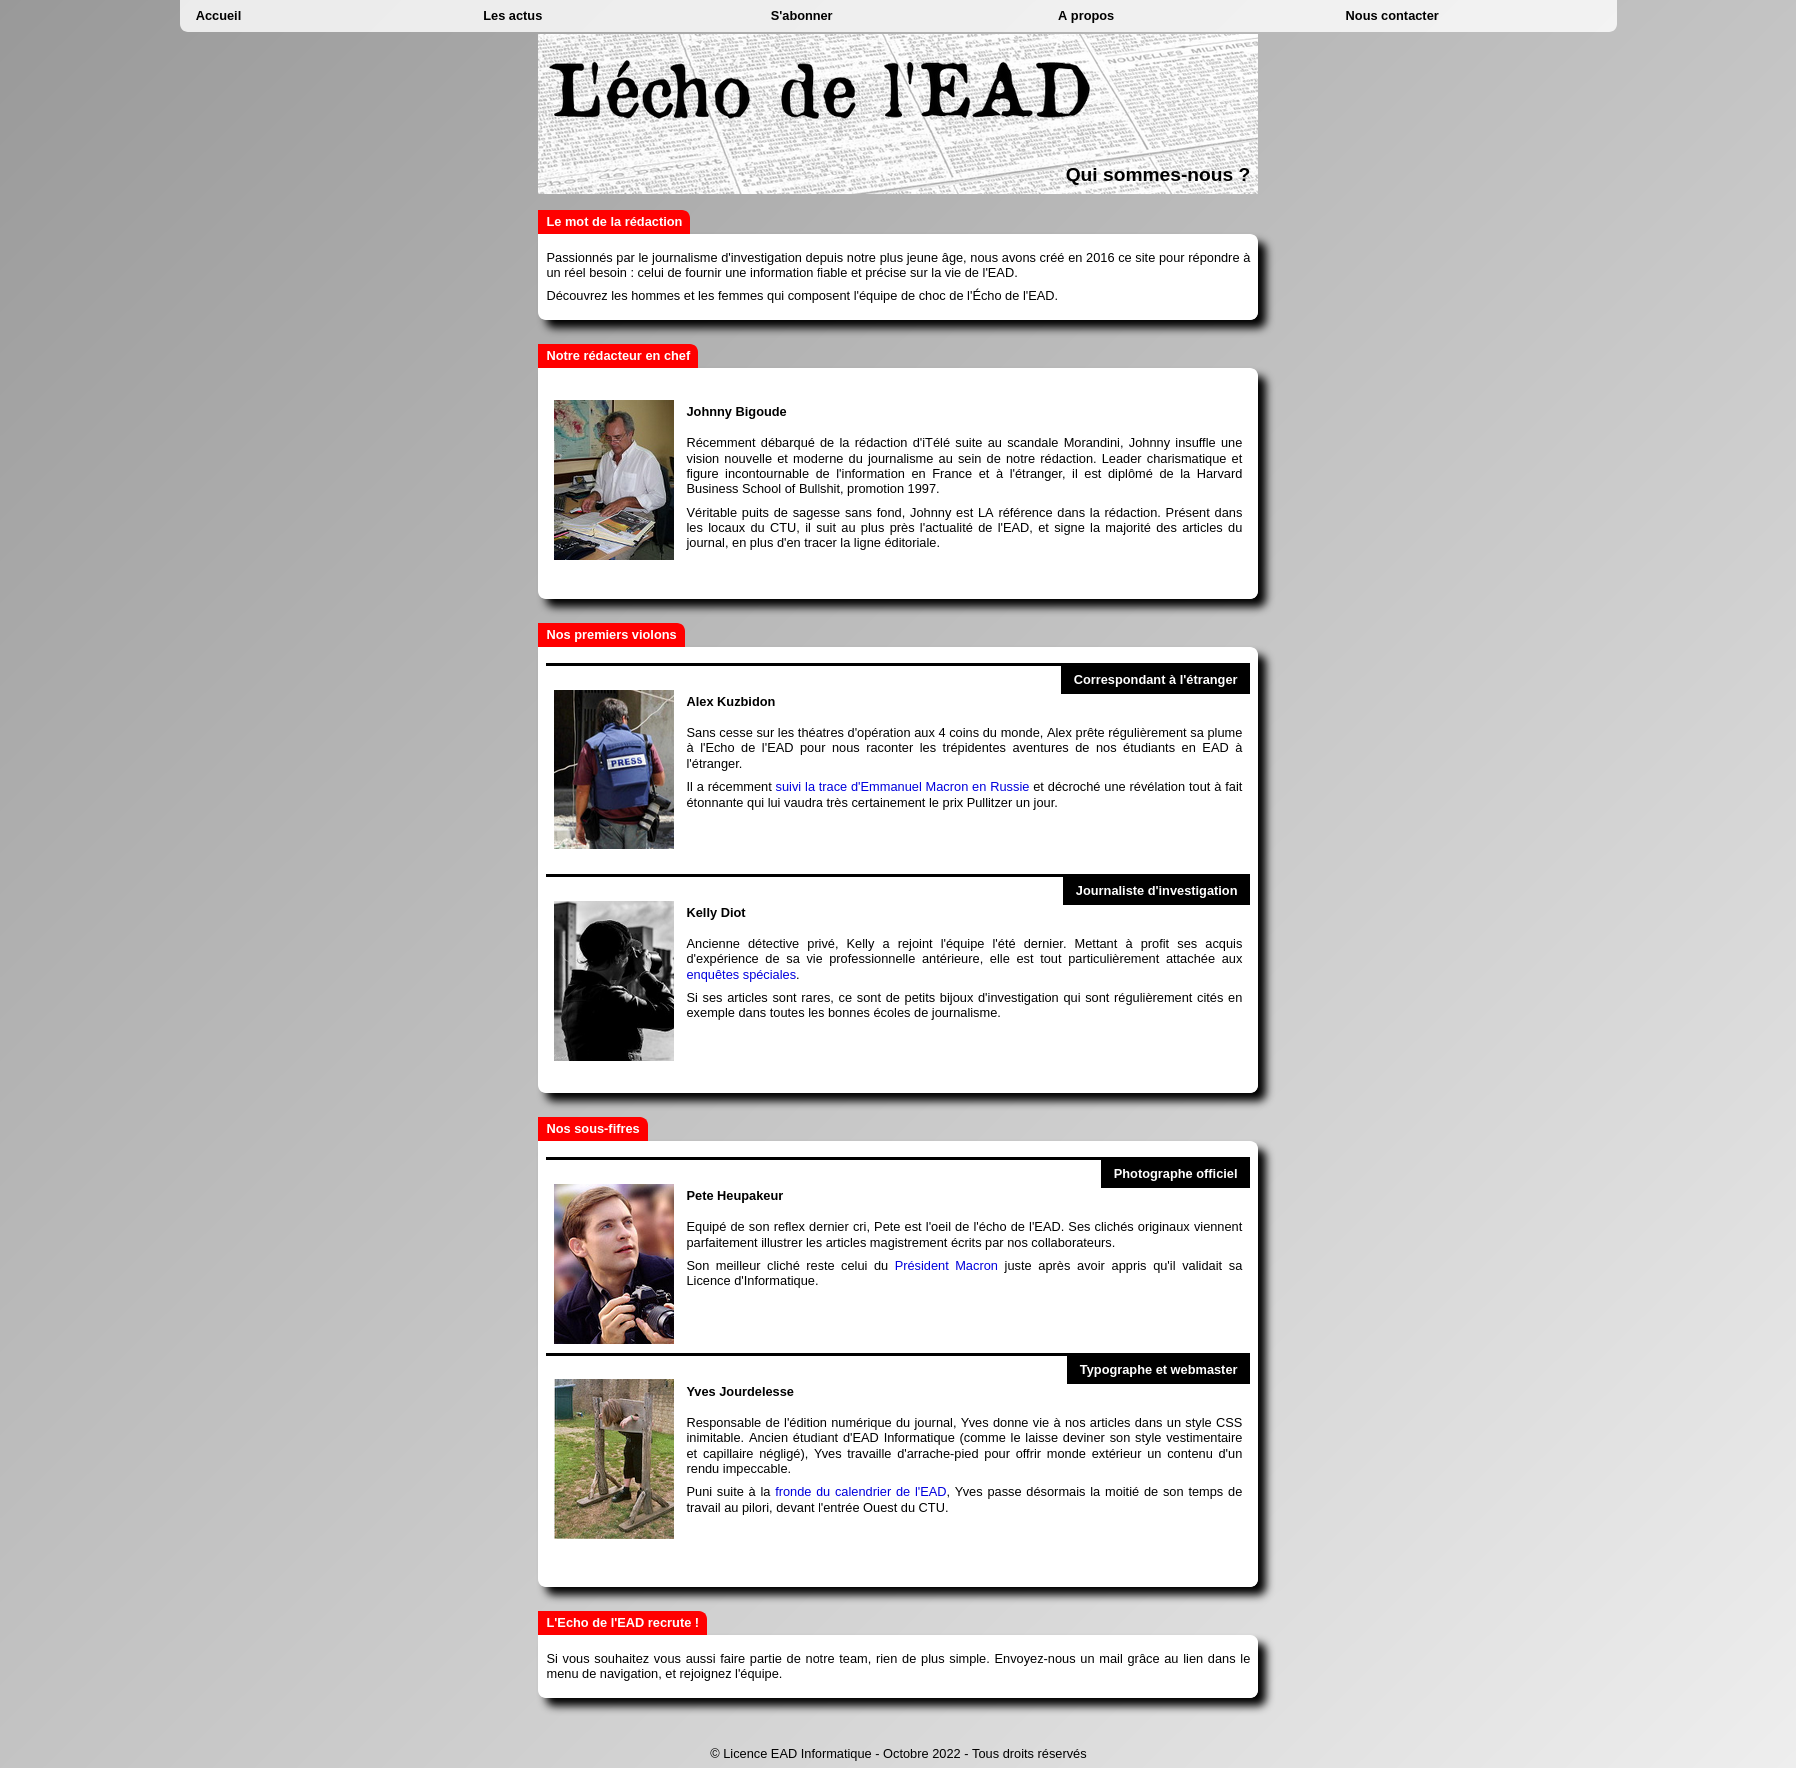 Accueil
Les actus
S'abonner
A propos
Nous contacter
NOUVELLES MILITAIRES
L'écho de l'EAD
Qui sommes-nous ?
Le mot de la rédaction
Passionnés par le journalisme d'investigation depuis notre plus jeune âge, nous avons créé en 2016 ce site pour répondre à
un réel besoin : celui de fournir une information fiable et précise sur la vie de l'EAD.
Découvrez les hommes et les femmes qui composent l'équipe de choc de l'Écho de l'EAD.
Notre rédacteur en chef
Johnny Bigoude
Récemment débarqué de la rédaction d'iTélé suite au scandale Morandini, Johnny insuffle une
vision nouvelle et moderne du journalisme au sein de notre rédaction. Leader charismatique et
figure incontournable de l'information en France et à l'étranger, il est diplômé de la Harvard
Business School of Bullshit, promotion 1997.
Véritable puits de sagesse sans fond, Johnny est LA référence dans la rédaction. Présent dans
les locaux du CTU, il suit au plus près l'actualité de l'EAD, et signe la majorité des articles du
journal, en plus d'en tracer la ligne éditoriale.
Nos premiers violons
Correspondant à l'étranger
Alex Kuzbidon
Sans cesse sur les théatres d'opération aux 4 coins du monde, Alex prête régulièrement sa plume
à l'Echo de l'EAD pour nous raconter les trépidentes aventures de nos étudiants en EAD à
l'étranger.
PRESS
Il a récemment suivi la trace d'Emmanuel Macron en Russie et décroché une révélation tout à fait
étonnante qui lui vaudra très certainement le prix Pullitzer un jour.
Journaliste d'investigation
Kelly Diot
Ancienne détective privé, Kelly a rejoint l'équipe l'été dernier. Mettant à profit ses acquis
d'expérience de sa vie professionnelle antérieure, elle est tout particulièrement attachée aux
enquêtes spéciales.
Si ses articles sont rares, ce sont de petits bijoux d'investigation qui sont régulièrement cités en
exemple dans toutes les bonnes écoles de journalisme.
Nos sous-fifres
Photographe officiel
Pete Heupakeur
Equipé de son reflex dernier cri, Pete est l'oeil de l'écho de l'EAD. Ses clichés originaux viennent
parfaitement illustrer les articles magistrement écrits par nos collaborateurs.
Son meilleur cliché reste celui du Président Macron juste après avoir appris qu'il validait sa
Licence d'Informatique.
Typographe et webmaster
Yves Jourdelesse
Responsable de l'édition numérique du journal, Yves donne vie à nos articles dans un style CSS
inimitable. Ancien étudiant d'EAD Informatique (comme le laisse deviner son style vestimentaire
et capillaire négligé), Yves travaille d'arrache-pied pour offrir monde extérieur un contenu d'un
rendu impeccable.
Puni suite à la fronde du calendrier de l'EAD, Yves passe désormais la moitié de son temps de
travail au pilori, devant l'entrée Ouest du CTU.
L'Echo de l'EAD recrute !
Si vous souhaitez vous aussi faire partie de notre team, rien de plus simple. Envoyez-nous un mail grâce au lien dans le
menu de navigation, et rejoignez l'équipe.
© Licence EAD Informatique - Octobre 2022 - Tous droits réservés